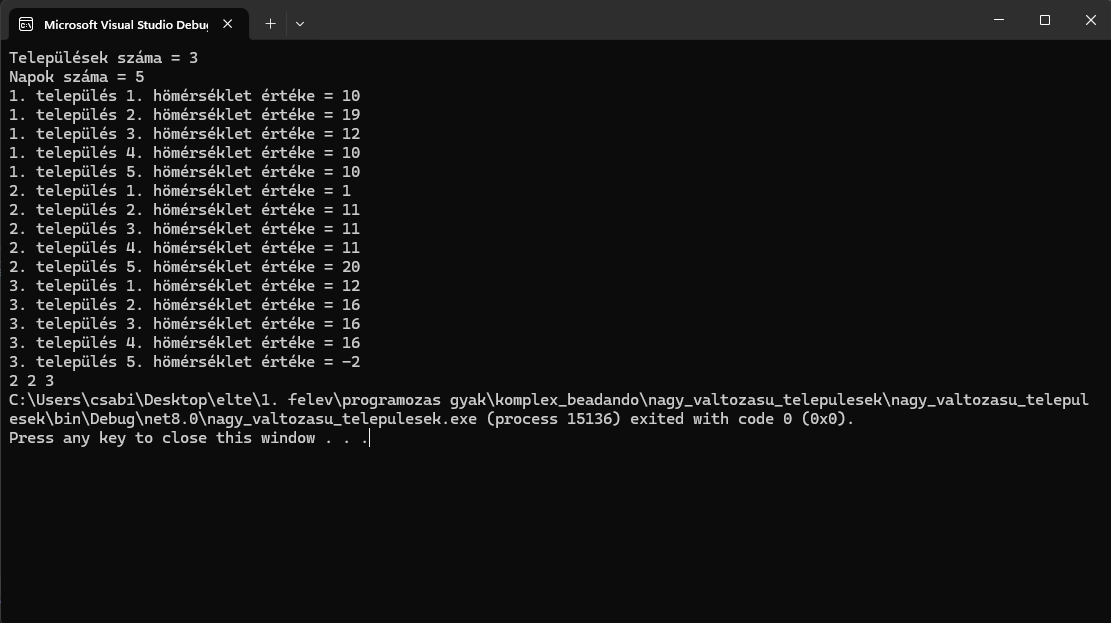 Microsoft Visual Studio Debug
Települések száma = 3
Napok száma = 5
1. település 1. hömérséklet értéke = 10
1. település 2. hömérséklet értéke = 19
1. település 3. hömérséklet értéke = 12
1. település 4. hömérséklet értéke = 10
1. település 5. hömérséklet értéke = 10
2. település 1. hömérséklet értéke = 1
2. település 2. hömérséklet értéke = 11
2. település 3. hömérséklet értéke = 11
2. település 4. hömérséklet értéke = 11
2. település 5. hömérséklet értéke = 20
3. település 1. hömérséklet értéke = 12
3. település 2. hömérséklet értéke = 16
3. település 3. hömérséklet értéke = 16
3. település 4. hömérséklet értéke = 16
3. település 5. hömérséklet értéke = -2
2 2 3
C:\Users\csabi\Desktop\elte\1. felev\programozas gyak\komplex_beadando\nagy_valtozasu_telepulesek\nagy_valtozasu_telepul
esek\bin\Debug\net8.0\nagy_valtozasu_telepulesek.exe (process 15136) exited with code 0 (0x0).
Press any key to close this window . . .